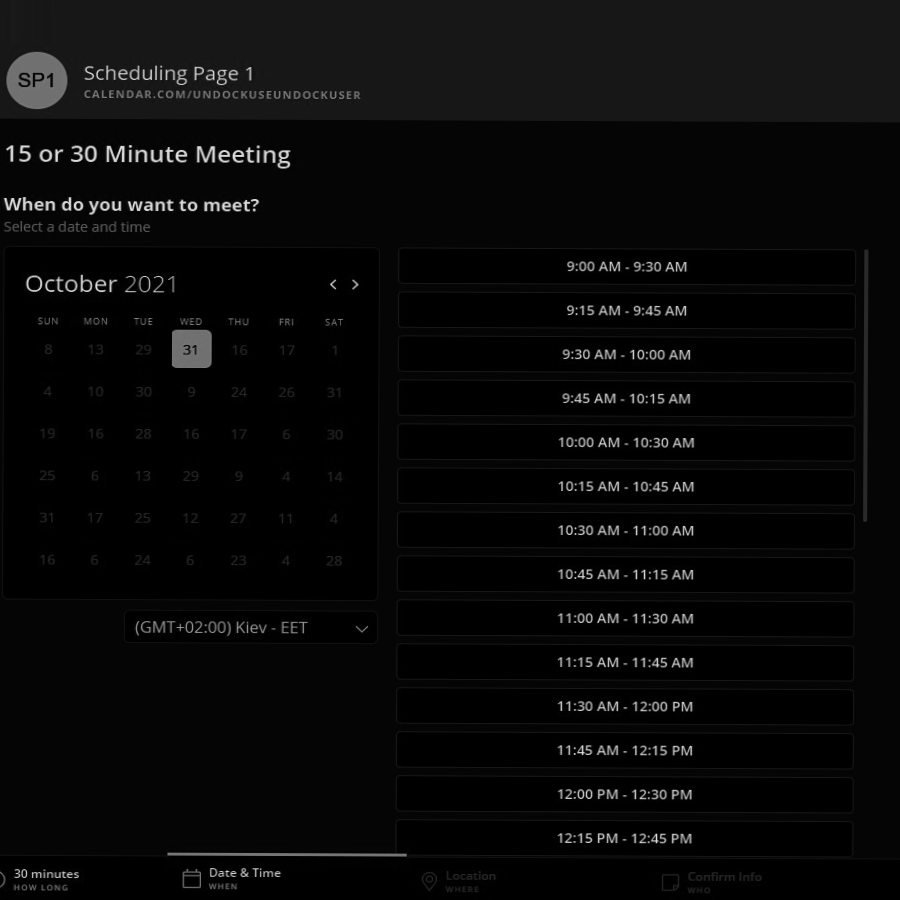 SP1
Scheduling Page 1
CALENDAR.COM/UNDOCKUSEUNDOCKUSER
15 or 30 Minute Meeting
When do you want to meet?
Select a date and time
October 2021
SUN MON TUE WED THU FRI SAT
8 13 29 31 16 17 1
4 10 30 9 24 26 31
19 16 28 16 17 6 30
25 6 13 29 9 4 14
31 17 25 12 27 11 4
16 6 24 6 23 4 28
(GMT+02:00) Kiev - EET
9:00 AM - 9:30 AM
9:15 AM - 9:45 AM
9:30 AM - 10:00 AM
9:45 AM - 10:15 AM
10:00 AM - 10:30 AM
10:15 AM - 10:45 AM
10:30 AM - 11:00 AM
10:45 AM - 11:15 AM
11:00 AM - 11:30 AM
11:15 AM - 11:45 AM
11:30 AM - 12:00 PM
11:45 AM - 12:15 PM
12:00 PM - 12:30 PM
12:15 PM - 12:45 PM
30 minutes
HOW LONG
Date & Time
WHEN
Location
WHERE
Confirm Info
WHO